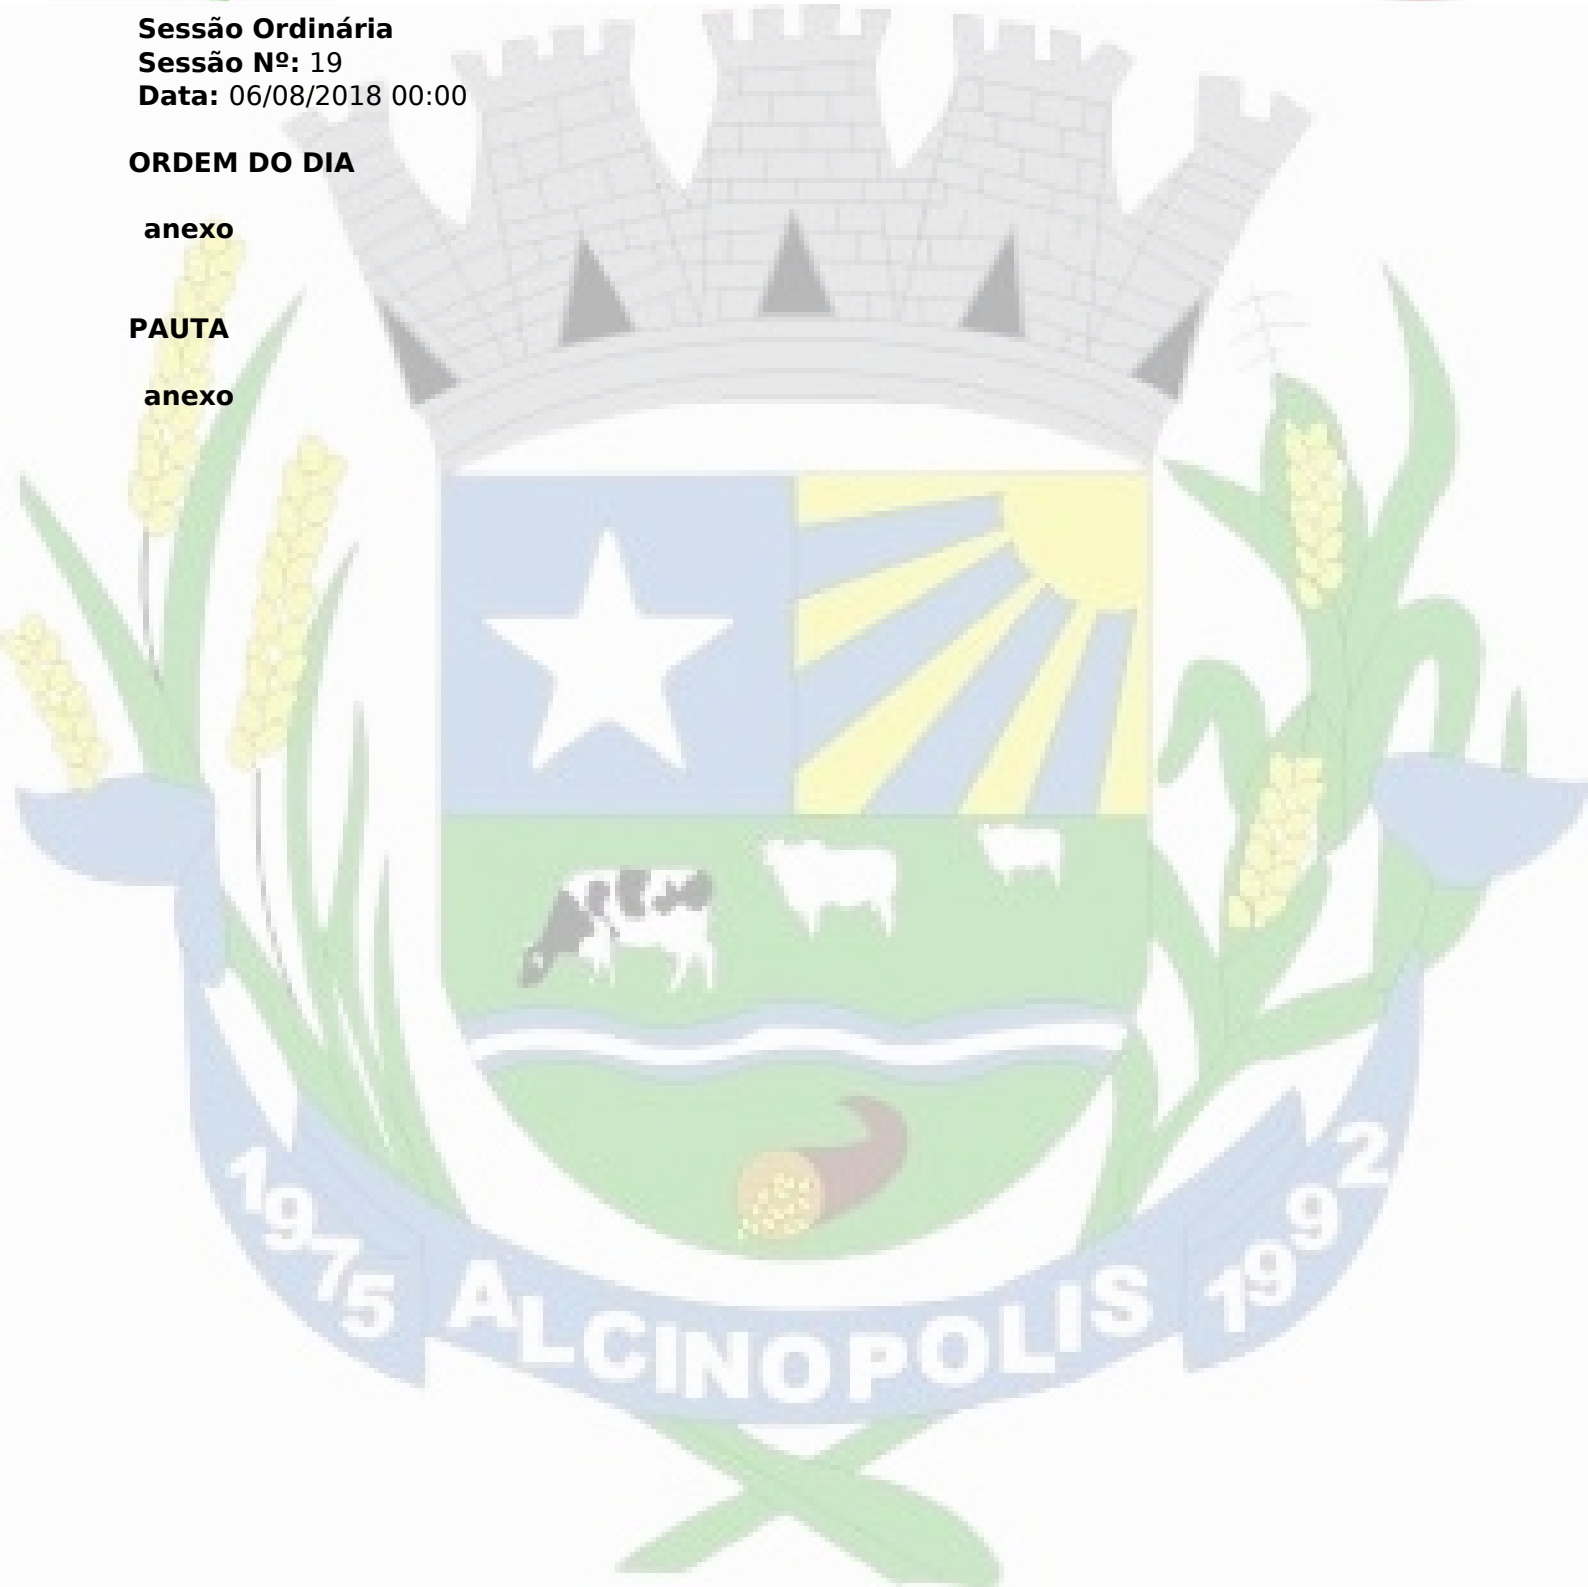 Sessão Ordinária
Sessão Nº: 19
Data: 06/08/2018 00:00
ORDEM DO DIA
anexo
PAUTA
anexo
1975 ALCINOPOLIS 1992